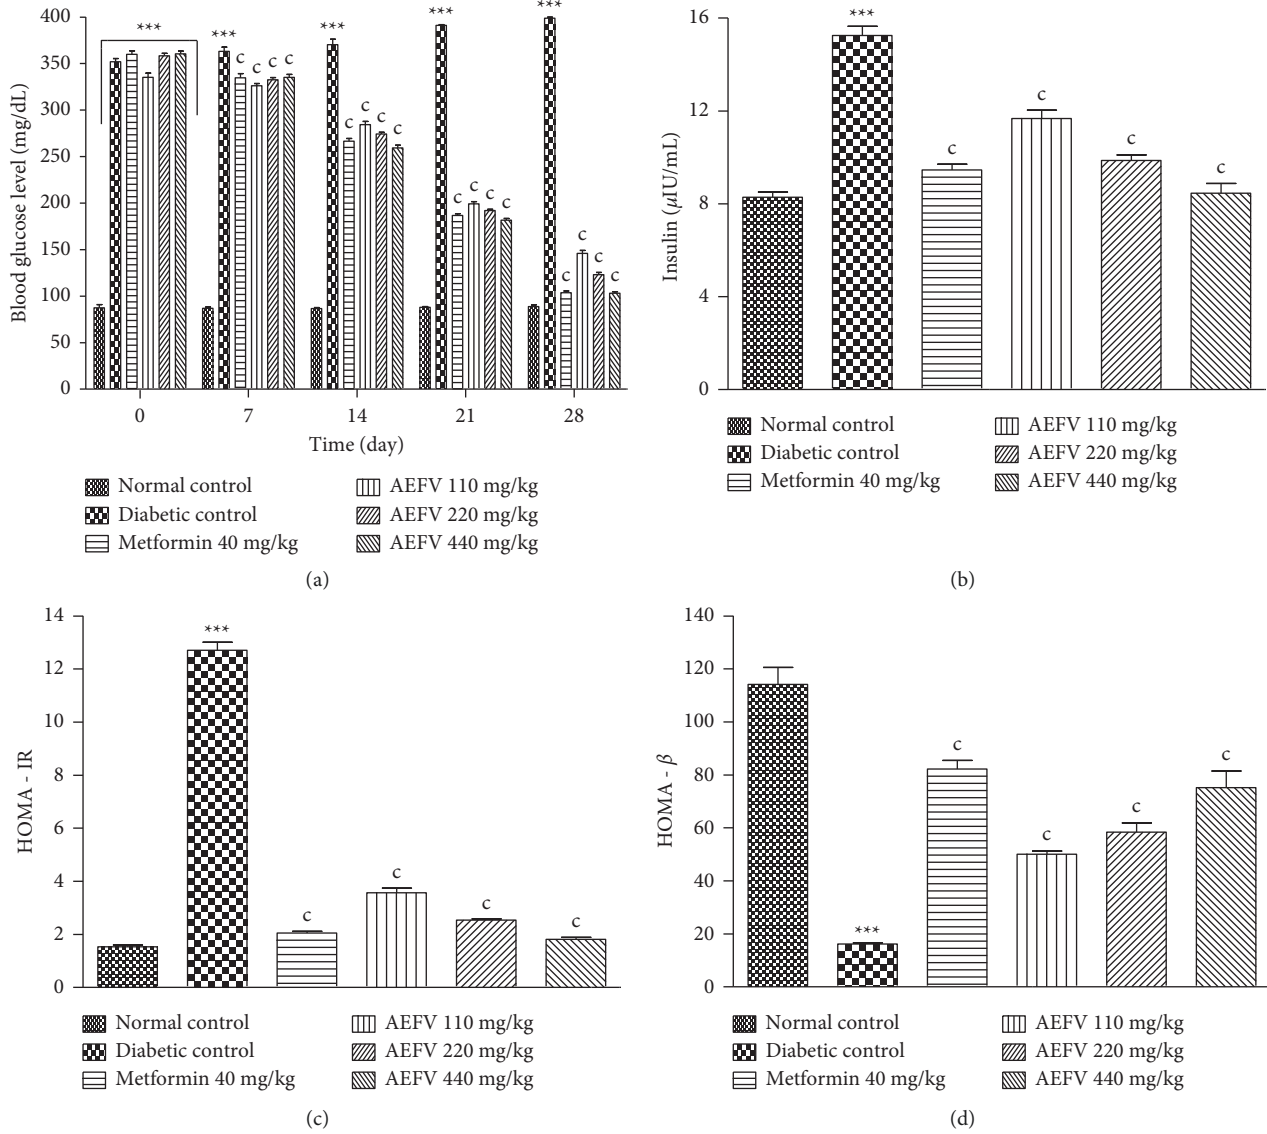 400
350
300
250
200
150
100
50
0
Blood glucose level (mg/dL)
***
*** c c c c
*** c c c c
*** c c c c
*** c c c c
0 7 14 21 28
Time (day)
Normal control
Diabetic control
Metformin 40 mg/kg
AEFV 110 mg/kg
AEFV 220 mg/kg
AEFV 440 mg/kg
(a)
16
12
8
4
0
Insulin (μIU/mL)
*** c c c c
Normal control
Diabetic control
Metformin 40 mg/kg
AEFV 110 mg/kg
AEFV 220 mg/kg
AEFV 440 mg/kg
(b)
14
12
10
8
6
4
2
0
HOMA - IR
*** c c c c
Normal control
Diabetic control
Metformin 40 mg/kg
AEFV 110 mg/kg
AEFV 220 mg/kg
AEFV 440 mg/kg
(c)
140
120
100
80
60
40
20
0
HOMA - β
*** c c c c
Normal control
Diabetic control
Metformin 40 mg/kg
AEFV 110 mg/kg
AEFV 220 mg/kg
AEFV 440 mg/kg
(d)